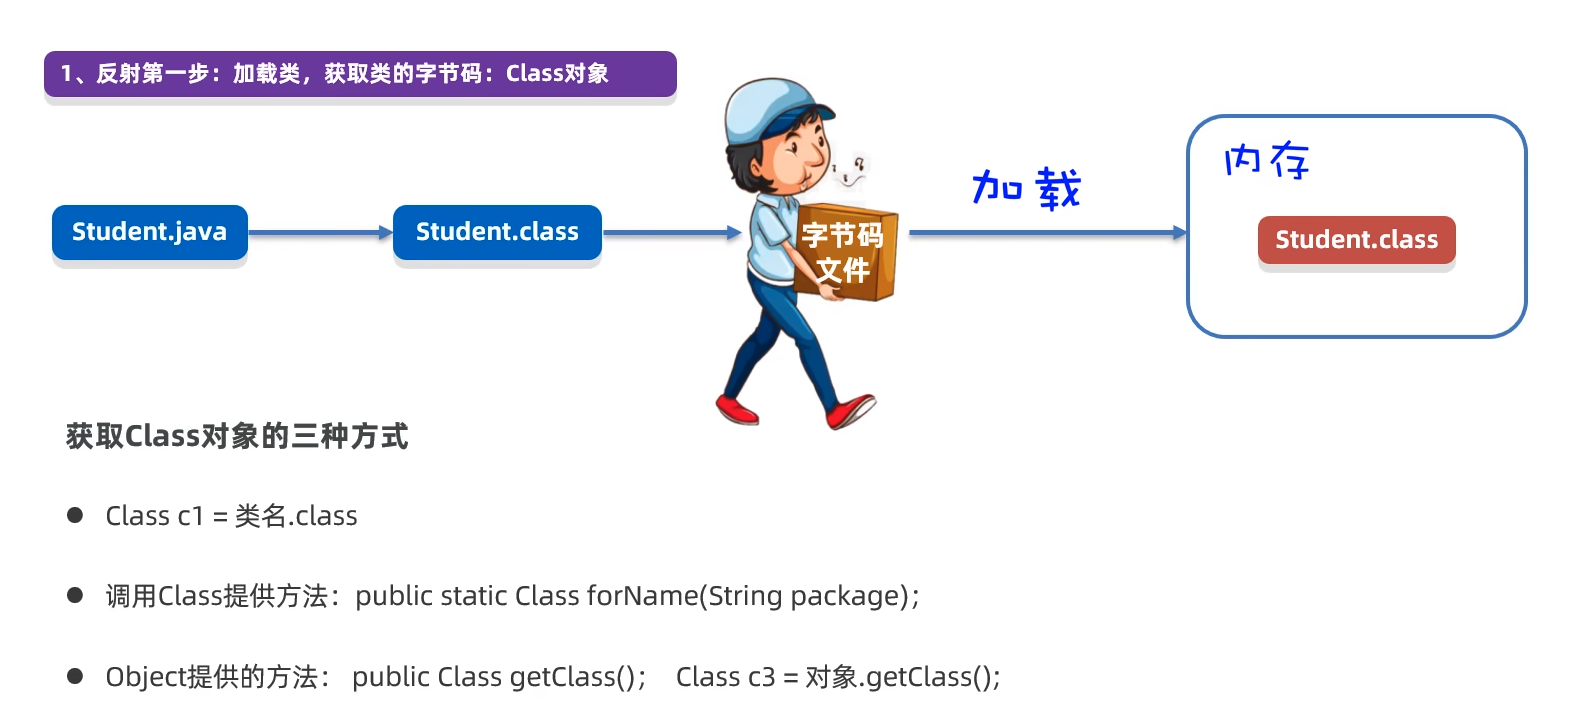 1、反射第一步：加载类，获取类的字节码：Class对象
Student.java
Student.class
字节码
文件
加载
内存
Student.class
获取Class对象的三种方式
● Class c1 = 类名.class
● 调用Class提供方法：public static Class forName(String package);
● Object提供的方法： public Class getClass(); Class c3 = 对象.getClass();